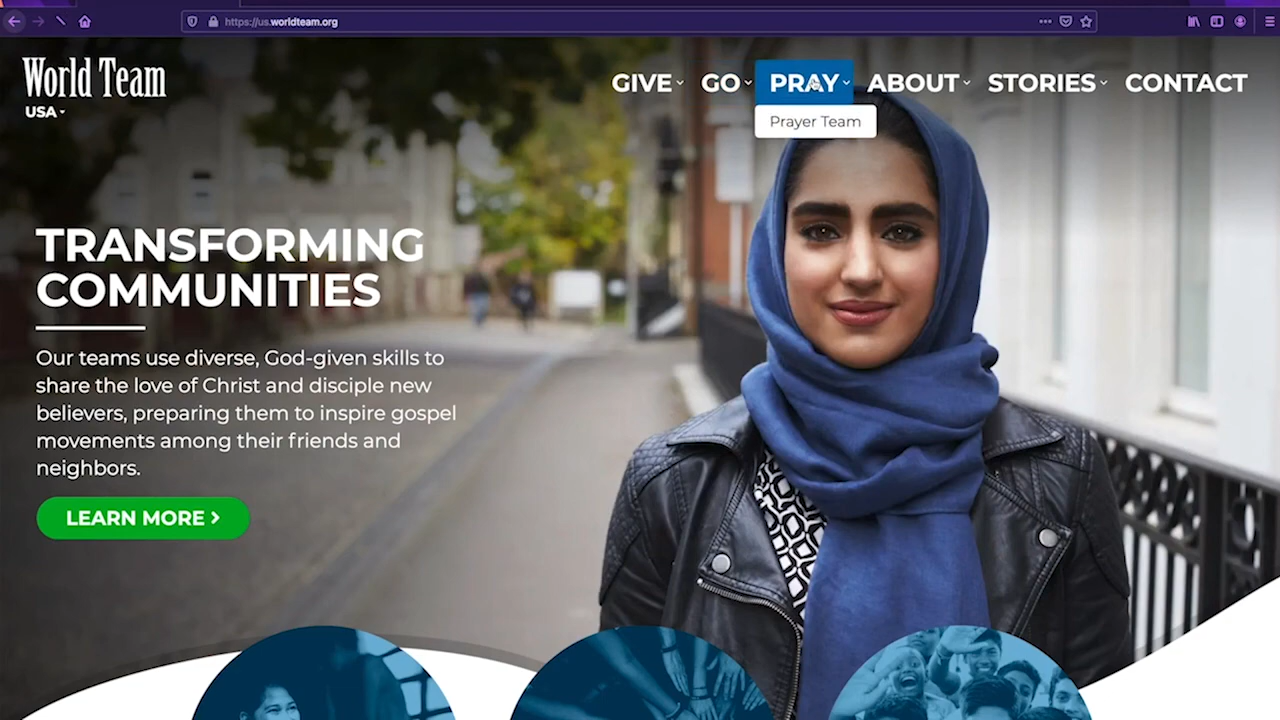 https://us.worldteam.org
World Team
USA
GIVE GO PRAY ABOUT STORIES CONTACT
Prayer Team
TRANSFORMING
COMMUNITIES
Our teams use diverse, God-given skills to
share the love of Christ and disciple new
believers, preparing them to inspire gospel
movements among their friends and
neighbors.
LEARN MORE